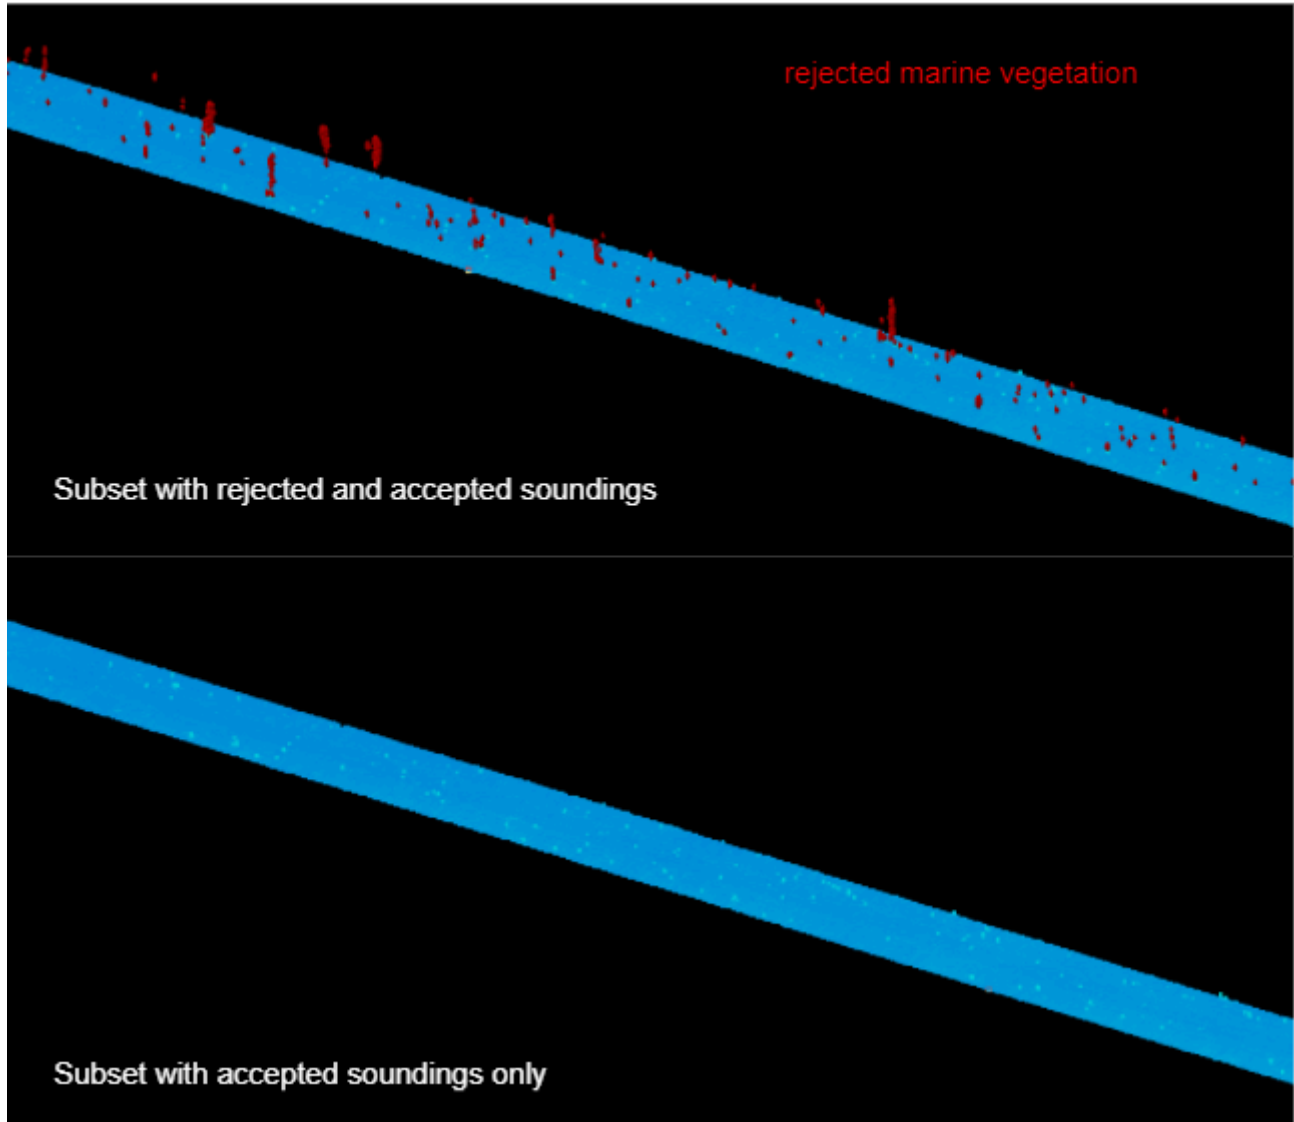 rejected marine vegetation
Subset with rejected and accepted soundings
Subset with accepted soundings only